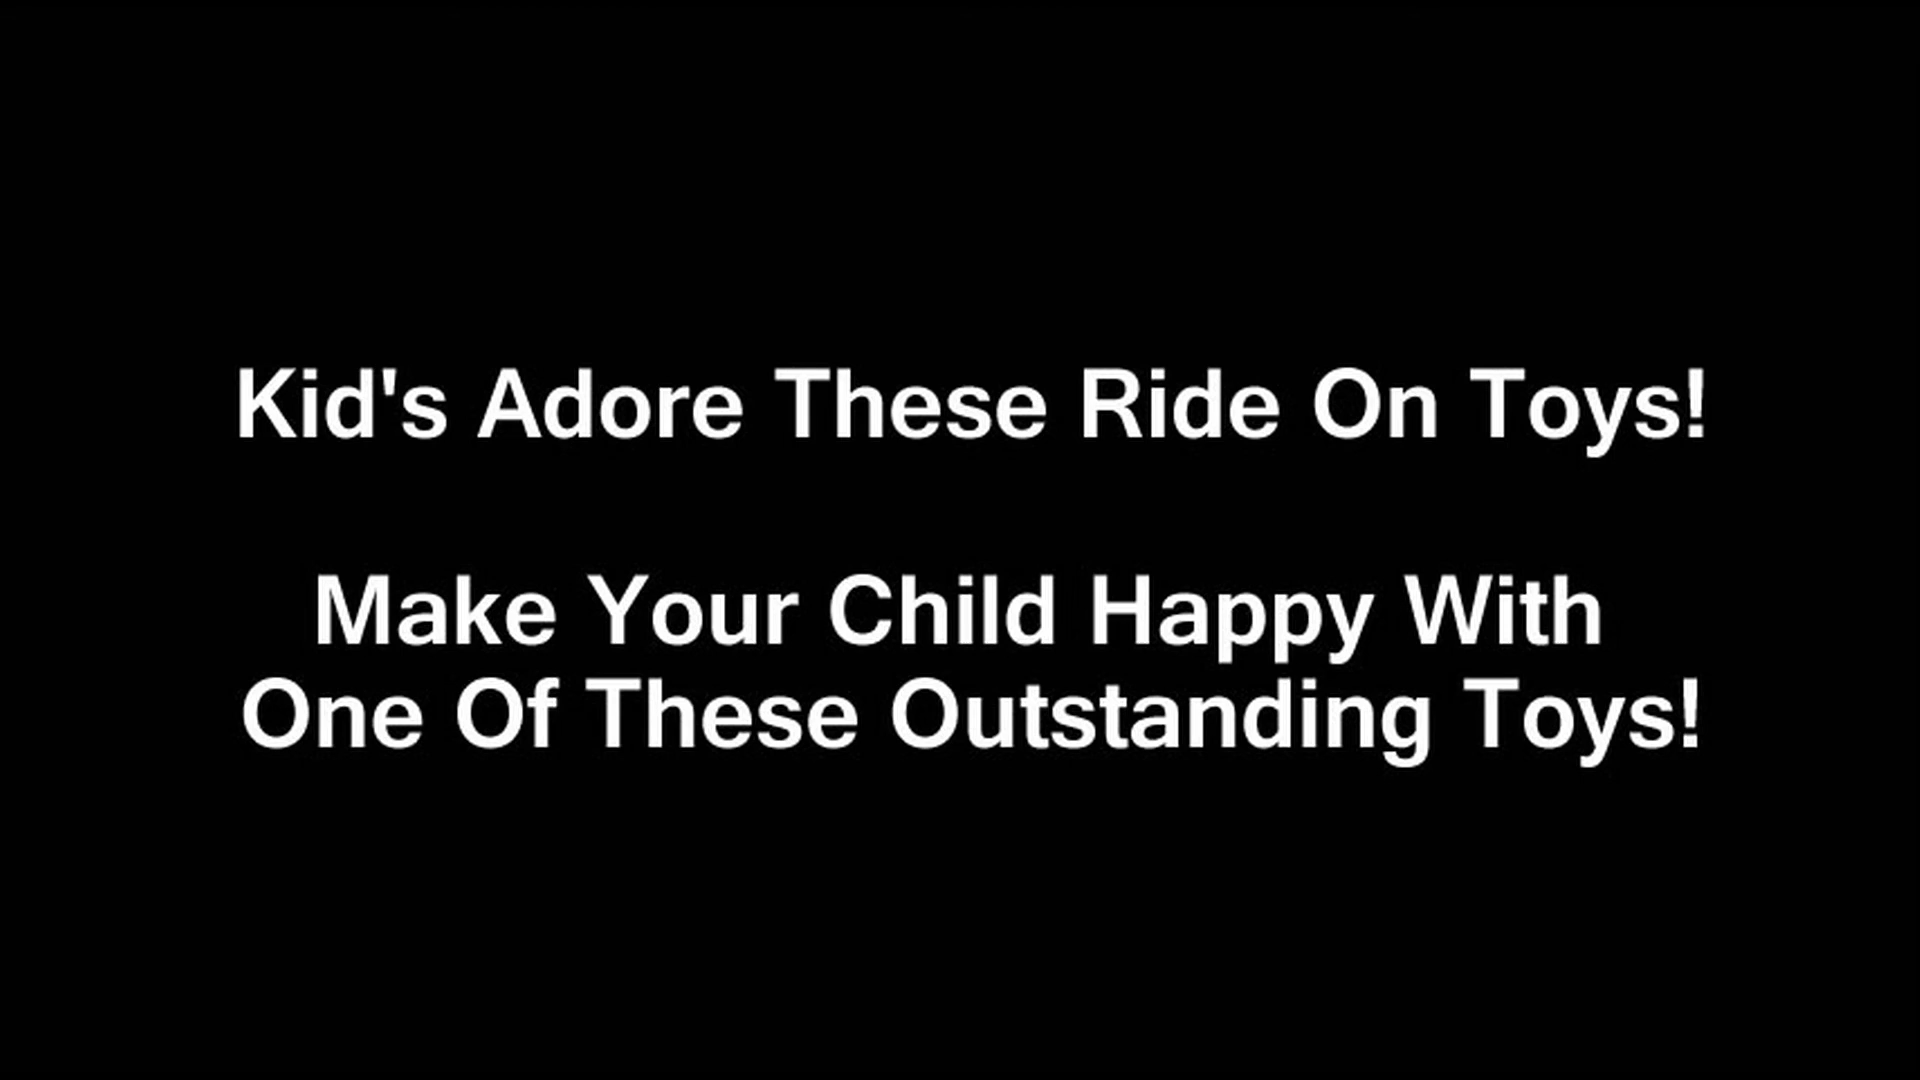 Kid's Adore These Ride On Toys!
Make Your Child Happy With
One Of These Outstanding Toys!